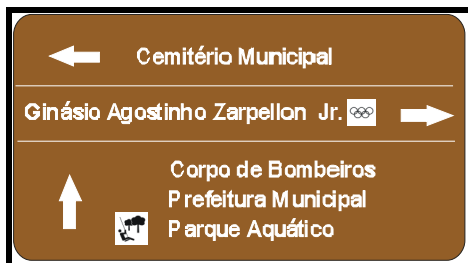 Cemitério Municipal
Ginásio Agostinho Zarpellon Jr.
Corpo de Bombeiros
Prefeitura Municipal
Parque Aquático